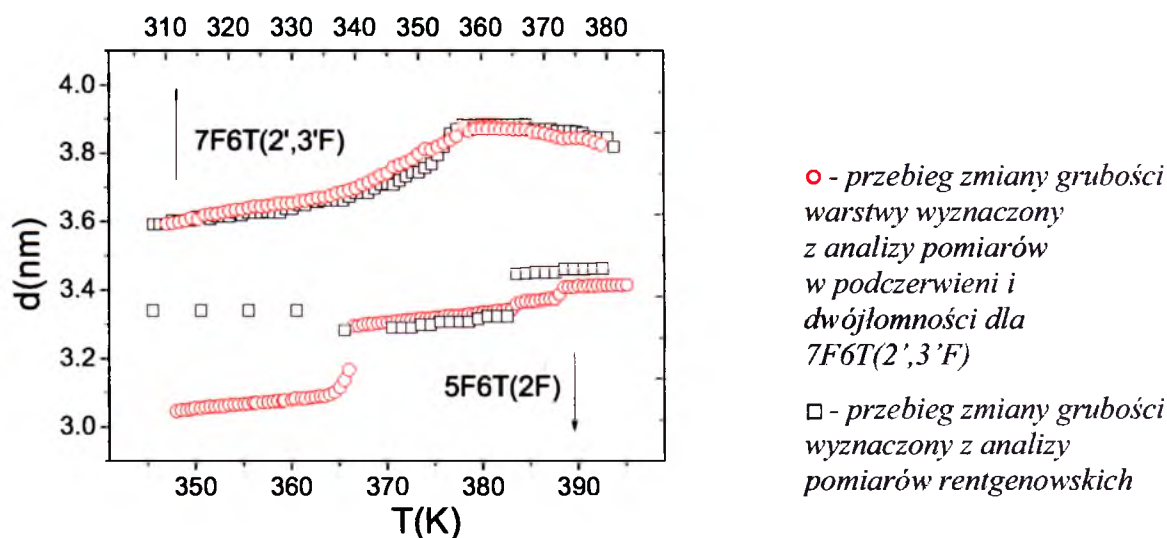 310 320 330 340 350 360 370 380
4.0
3.8
3.6
3.4
3.2
3.0
d(nm)
7F6T(2',3'F)
5F6T(2F)
350 360 370 380 390
T(K)
○ - przebieg zmiany grubości
warstwy wyznaczony
z analizy pomiarów
w podczerwieni i
dwójłomności dla
7F6T(2',3'F)
□ - przebieg zmiany grubości
wyznaczony z analizy
pomiarów rentgenowskich